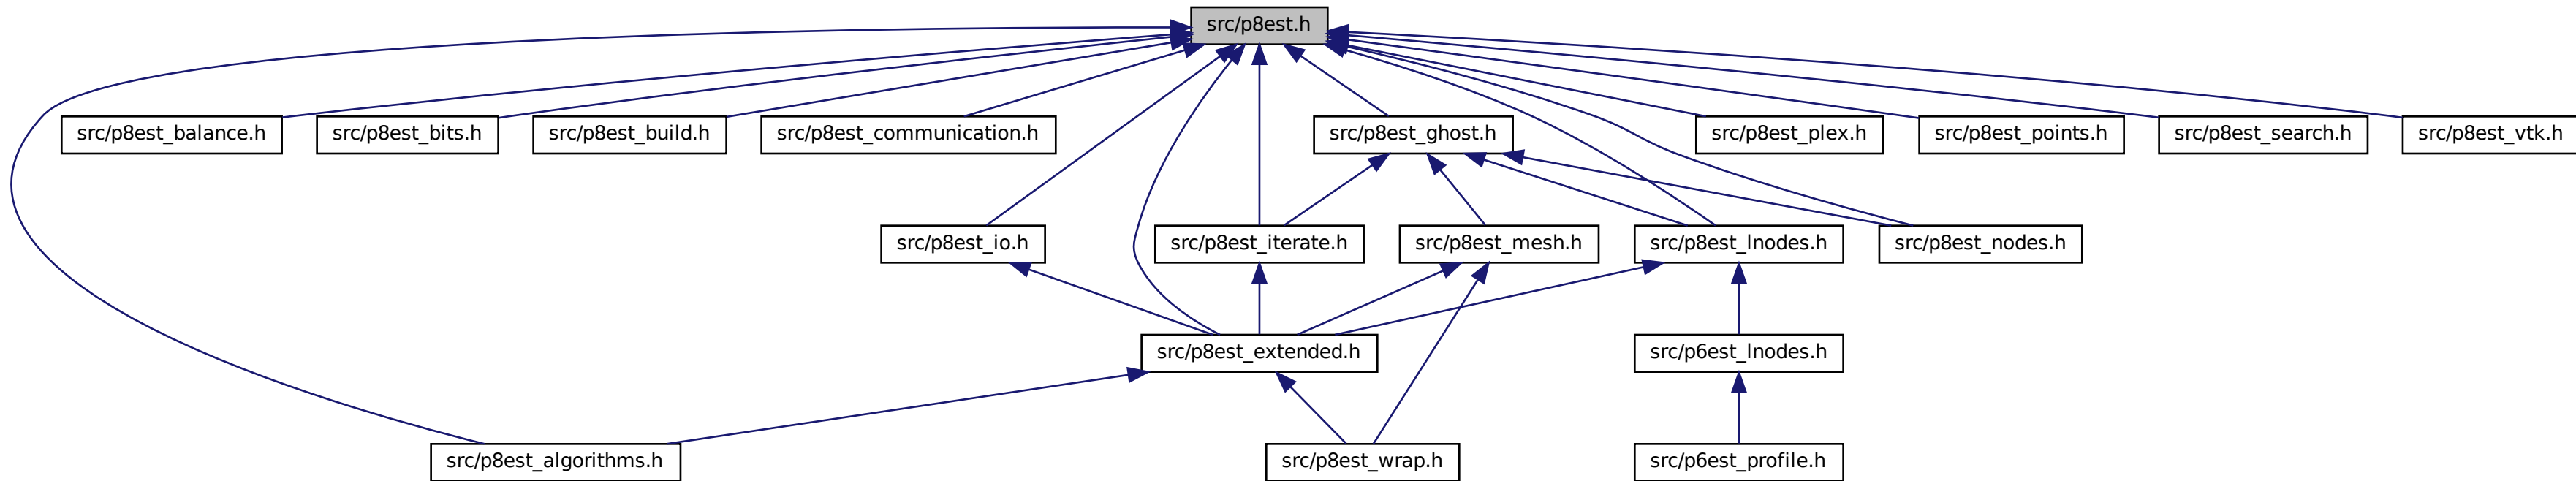 src/p8est.h
src/p8est_balance.h
src/p8est_bits.h
src/p8est_build.h
src/p8est_communication.h
src/p8est_ghost.h
src/p8est_plex.h
src/p8est_points.h
src/p8est_search.h
src/p8est_vtk.h
src/p8est_io.h
src/p8est_iterate.h
src/p8est_mesh.h
src/p8est_lnodes.h
src/p8est_nodes.h
src/p8est_extended.h
src/p6est_lnodes.h
src/p8est_algorithms.h
src/p8est_wrap.h
src/p6est_profile.h